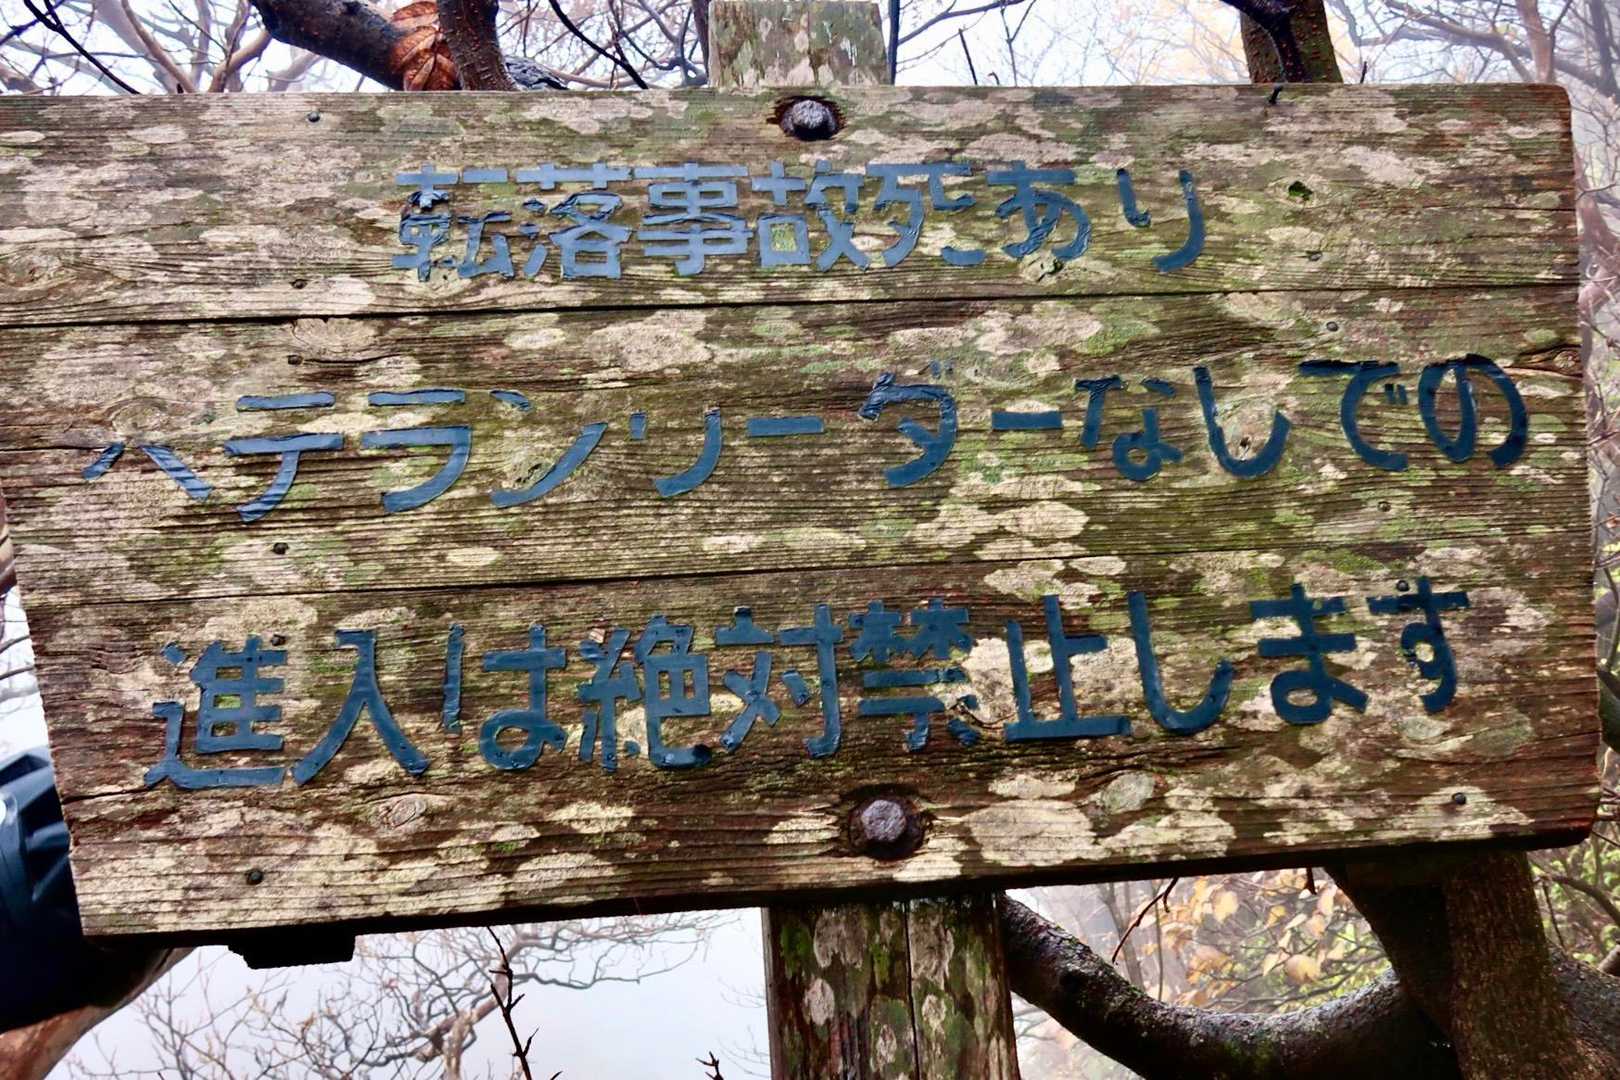 転落事故死あり
ベテランリーダーなしでの
進入は絶対禁止します